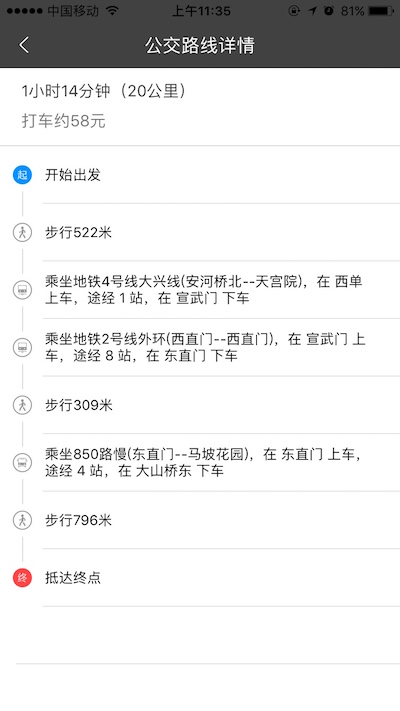 中国移动 上午11:35 81%
公交路线详情
1小时14分钟（20公里）
打车约58元
起 开始出发
步行522米
乘坐地铁4号线大兴线(安河桥北--天宫院)，在 西单
上车，途经 1 站，在 宣武门 下车
乘坐地铁2号线外环(西直门--西直门)，在 宣武门 上
车，途经 8 站，在 东直门 下车
步行309米
乘坐850路慢(东直门--马坡花园)，在 东直门 上车，
途经 4 站，在 大山桥东 下车
步行796米
终 抵达终点